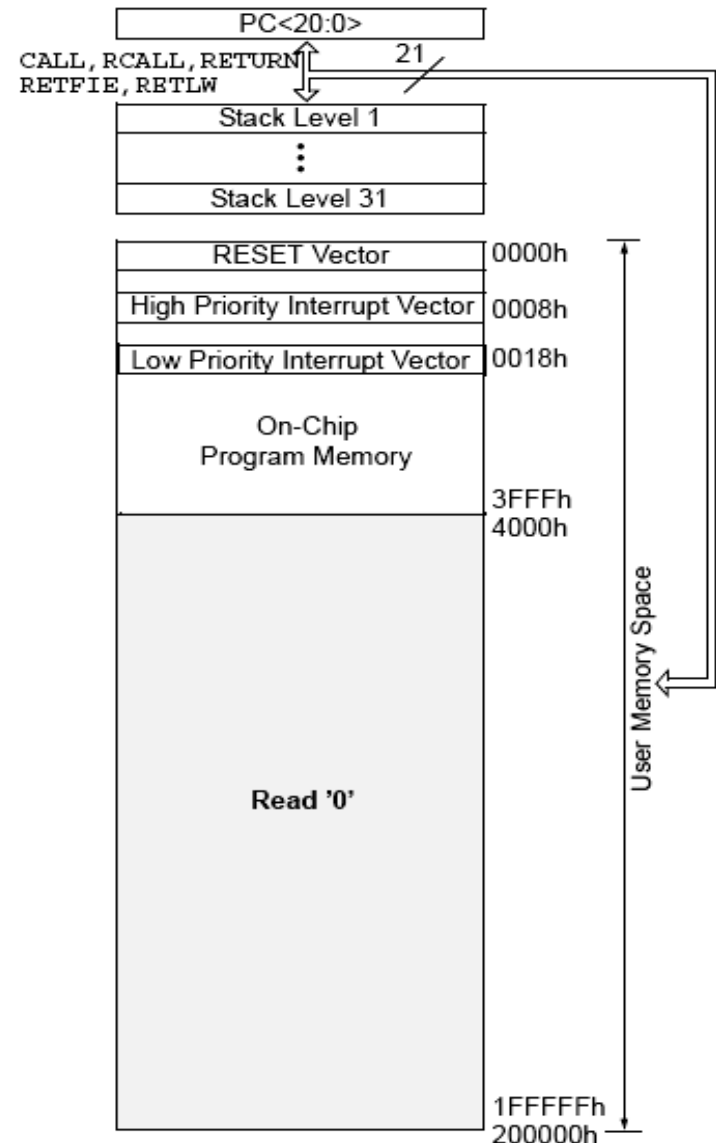 PC<20:0>
CALL, RCALL, RETURN
RETFIE, RETLW
21
Stack Level 1
Stack Level 31
RESET Vector
0000h
High Priority Interrupt Vector
0008h
Low Priority Interrupt Vector
0018h
On-Chip
Program Memory
3FFFh
4000h
User Memory Space
Read '0'
1FFFFFh
200000h